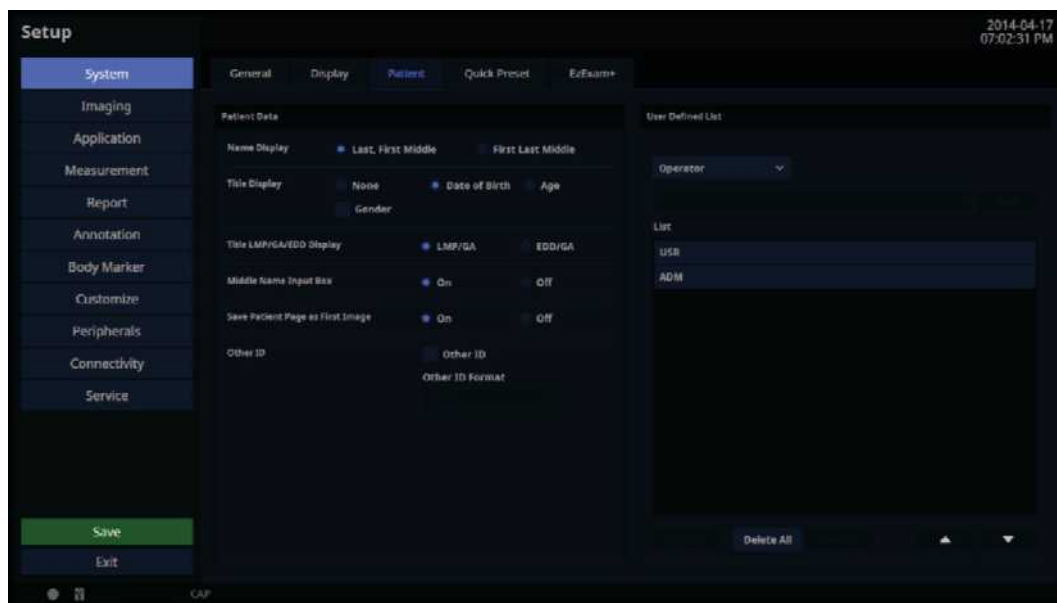 Setup
2014-04-17
07:02:31 PM
System
Imaging
Application
Measurement
Report
Annotation
Body Marker
Customize
Peripherals
Connectivity
Service
Save
Exit
General Display Patient Quick Preset EzExam+
Patient Data
Name Display Last, First Middle First Last Middle
Title Display None Date of Birth Age
Gender
Title LMP/GA/EDD Display LMP/GA EDD/GA
Middle Name Input Box On Off
Save Patient Page as First Image On Off
Other ID Other ID
Other ID Format
User Defined List
Operator
List
USR
ADM
Delete All
CAP